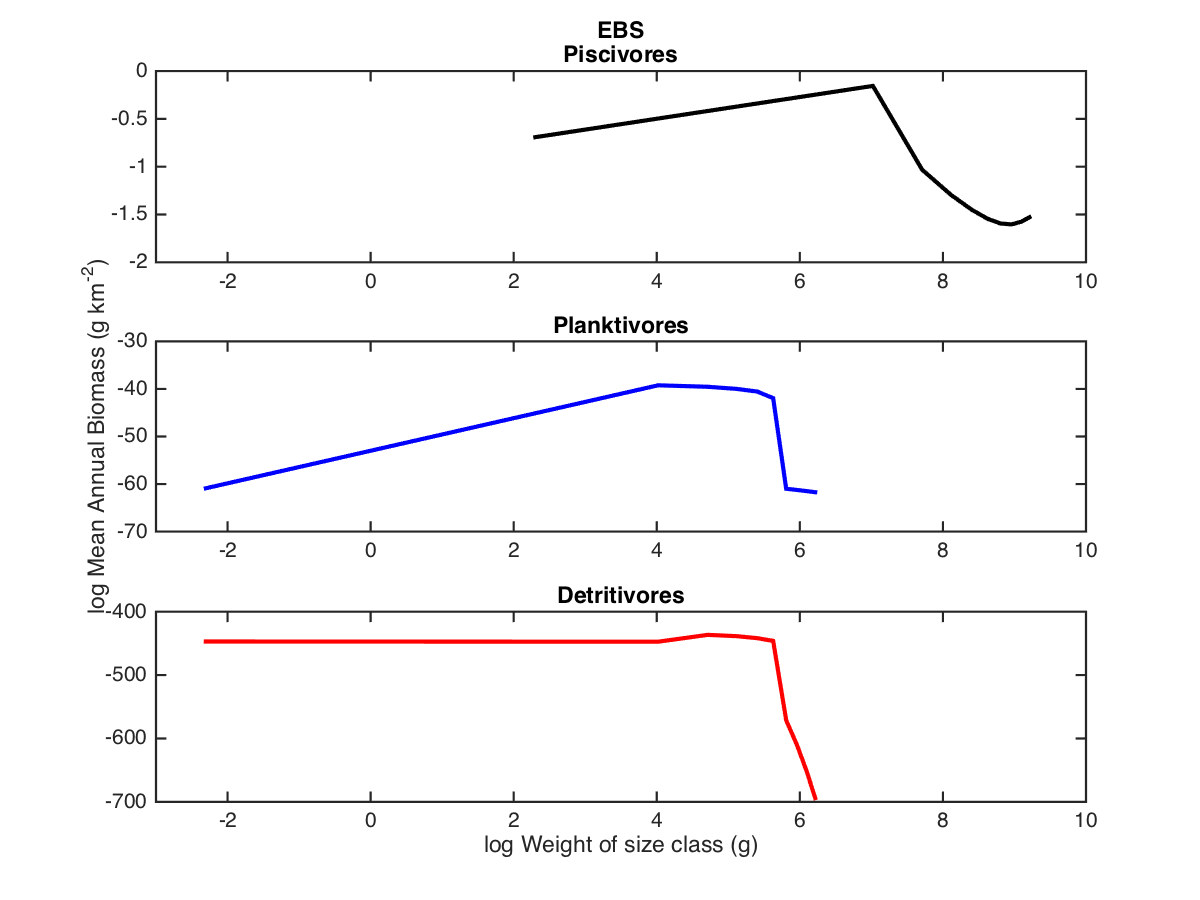 EBS
Piscivores
0
-0.5
-1
-1.5
-2
-2 0 2 4 6 8 10
Planktivores
log Mean Annual Biomass (g km-2)
-30
-40
-50
-60
-70
-2 0 2 4 6 8 10
Detritivores
-400
-500
-600
-700
-2 0 2 4 6 8 10
log Weight of size class (g)